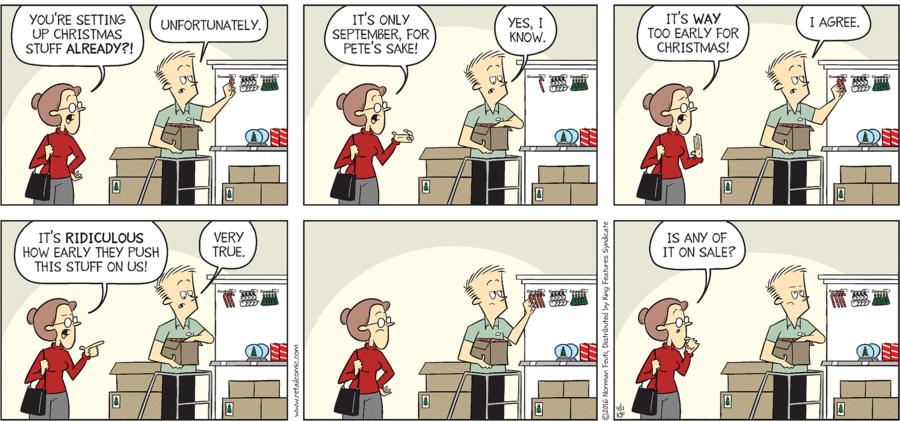 YOU'RE SETTING
UP CHRISTMAS
STUFF ALREADY?!
UNFORTUNATELY.
IT'S ONLY
SEPTEMBER, FOR
PETE'S SAKE!
YES, I
KNOW.
IT'S WAY
TOO EARLY FOR
CHRISTMAS!
I AGREE.
IT'S RIDICULOUS
HOW EARLY THEY PUSH
THIS STUFF ON US!
VERY
TRUE.
www.retailcomic.com
©2016 Norman Feuti, Distributed by King Features Syndicate
IS ANY OF
IT ON SALE?